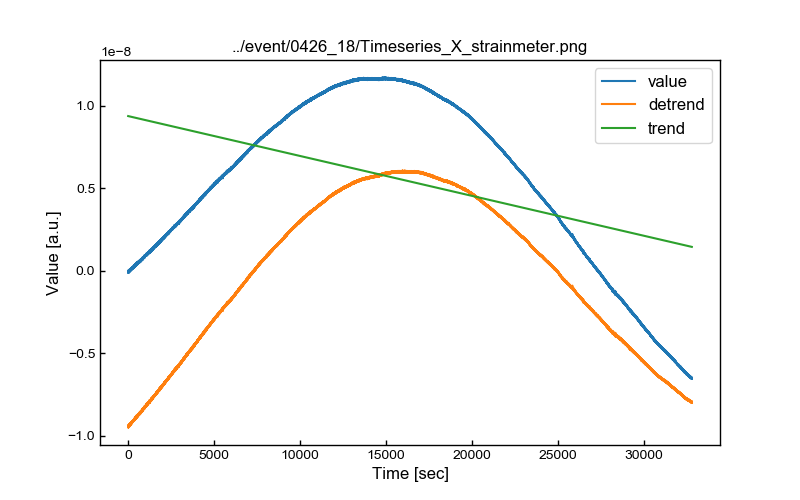 ../event/0426_18/Timeseries_X_strainmeter.png
1e−8
value
detrend
trend
1.0
0.5
0.0
−0.5
−1.0
Value [a.u.]
0 5000 10000 15000 20000 25000 30000
Time [sec]